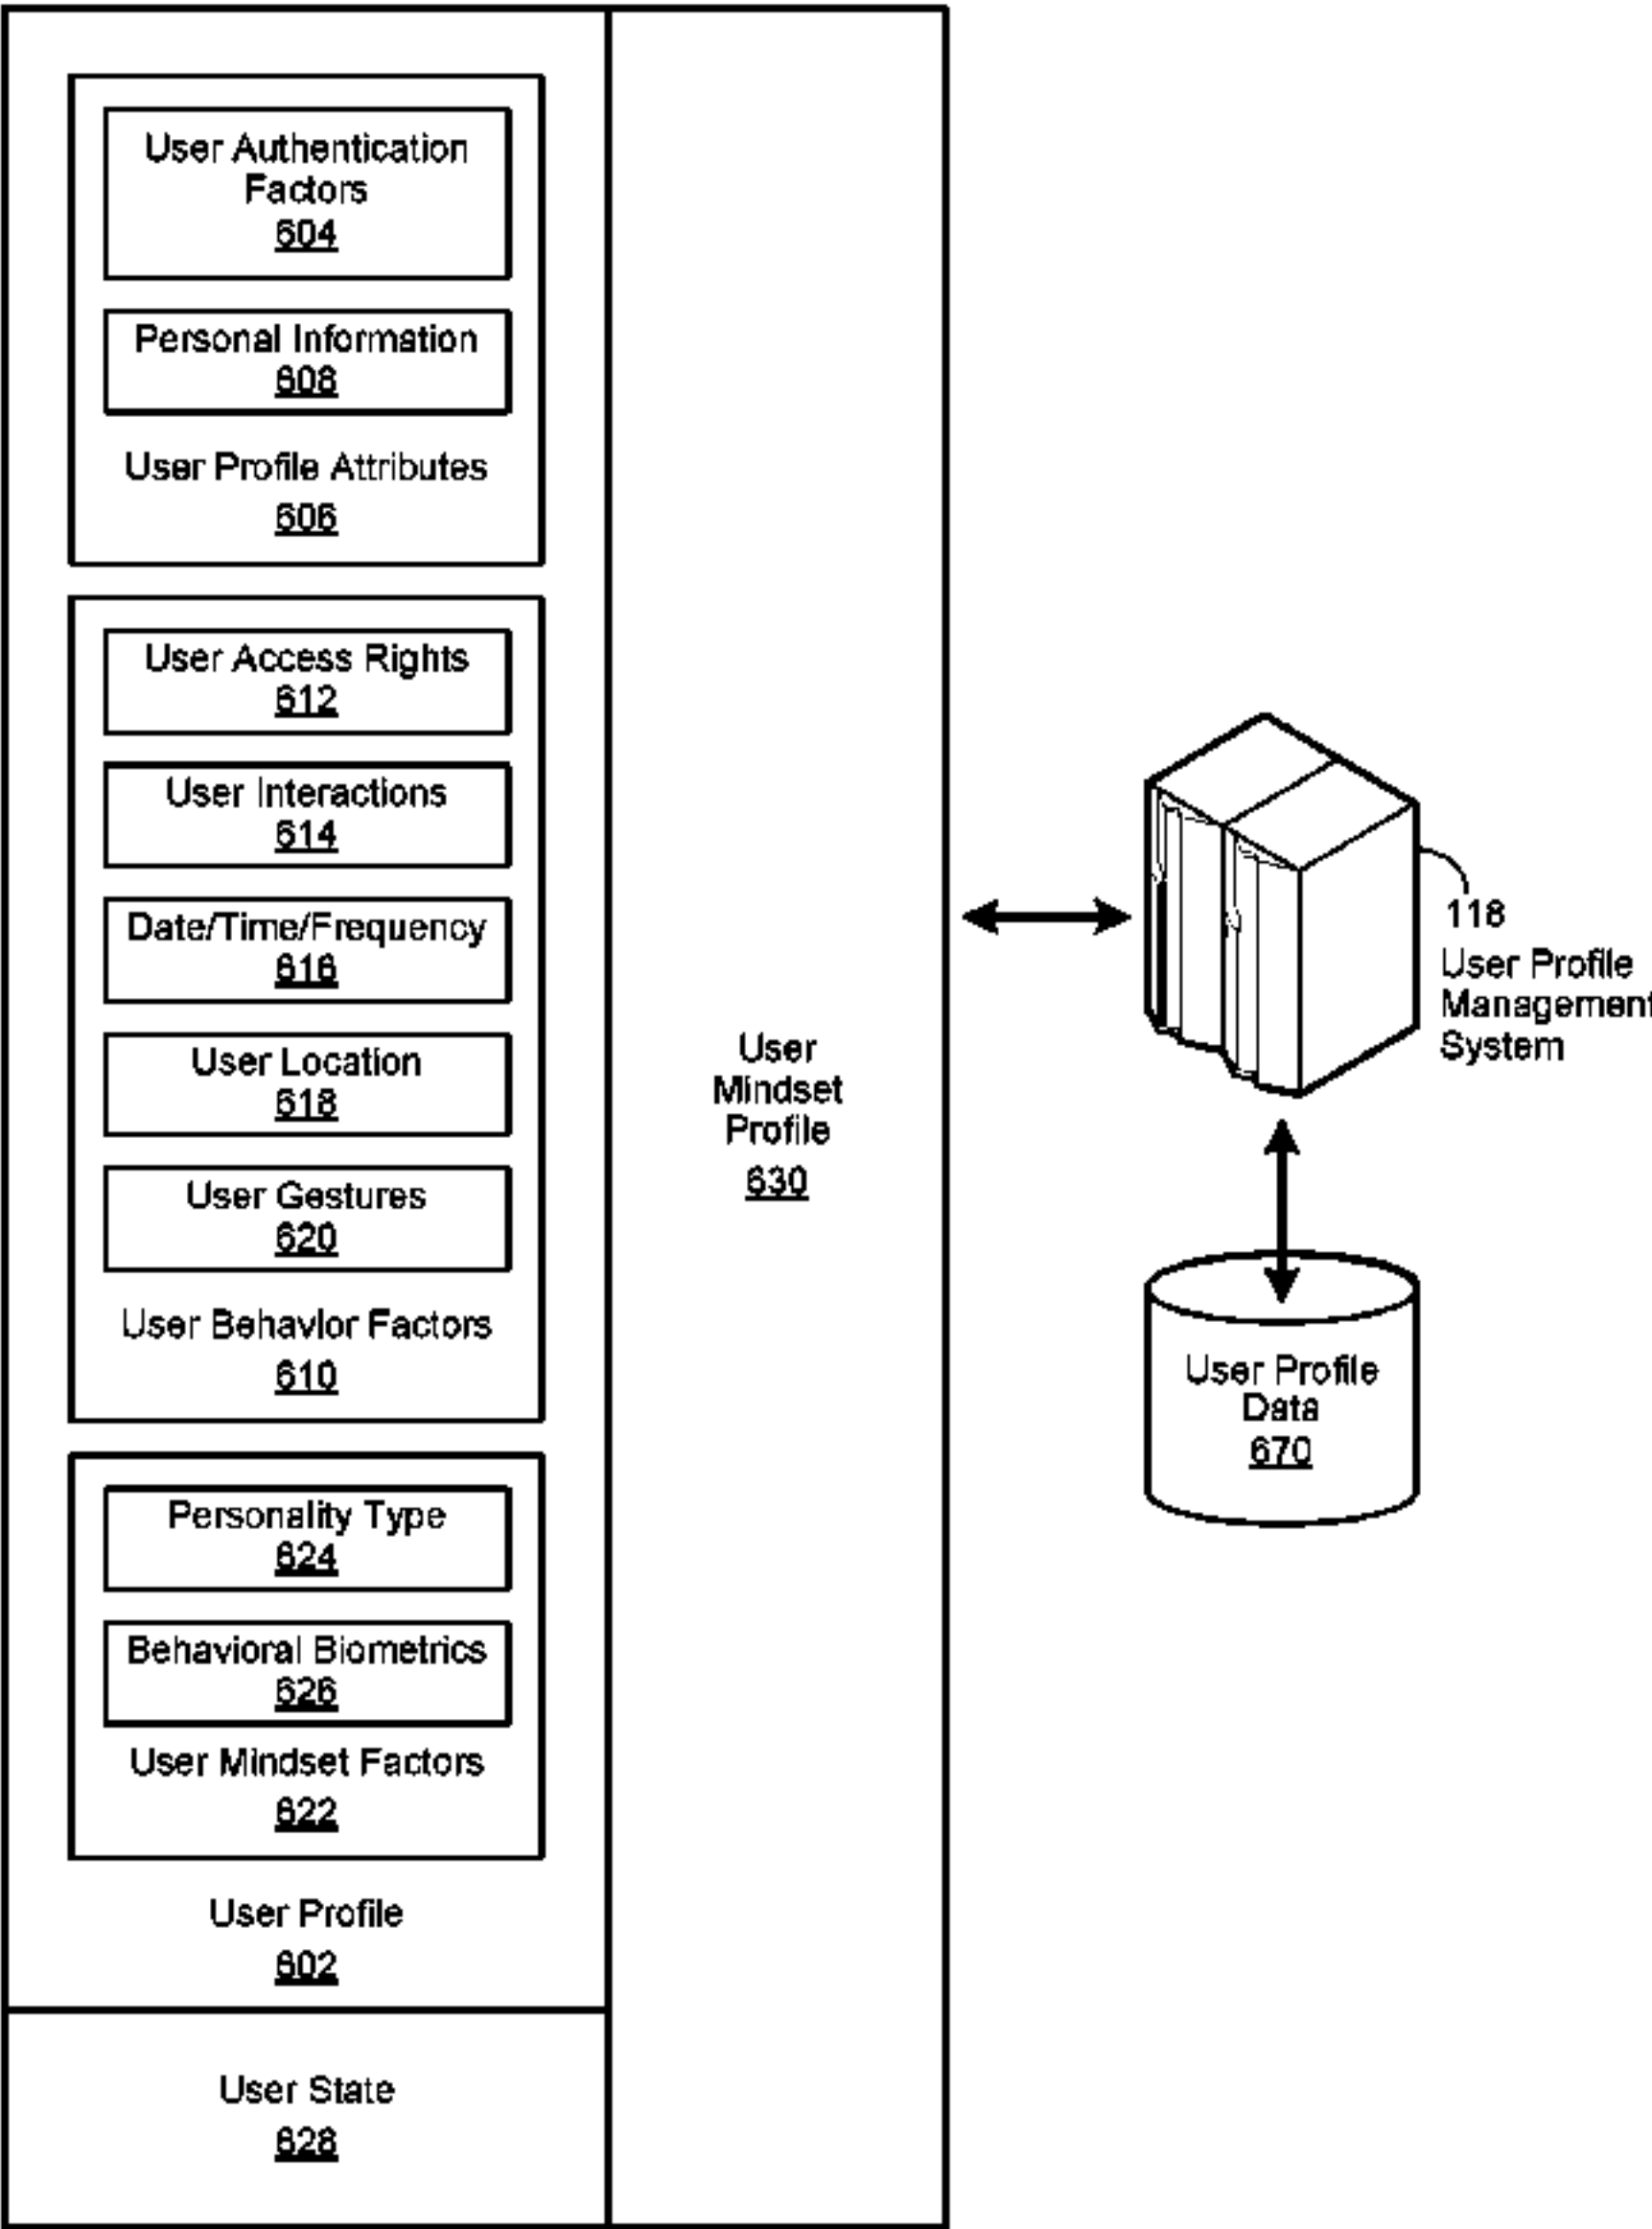 User Authentication
Factors
604
Personal Information
608
User Profile Attributes
606
User Access Rights
612
User Interactions
614
Date/Time/Frequency
616
User Location
618
User Gestures
620
User Behavior Factors
610
Personality Type
624
Behavioral Biometrics
626
User Mindset Factors
622
User Profile
602
User State
628
User
Mindset
Profile
630
118
User Profile
Management
System
User Profile
Data
670